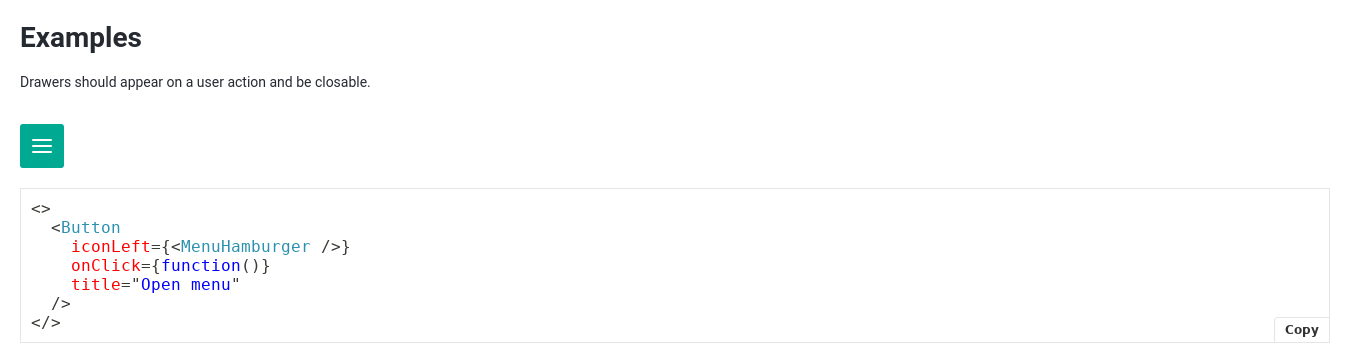 Examples
Drawers should appear on a user action and be closable.
<>
  <Button
    iconLeft={<MenuHamburger />}
    onClick={function()}
    title="Open menu"
  />
</>
Copy